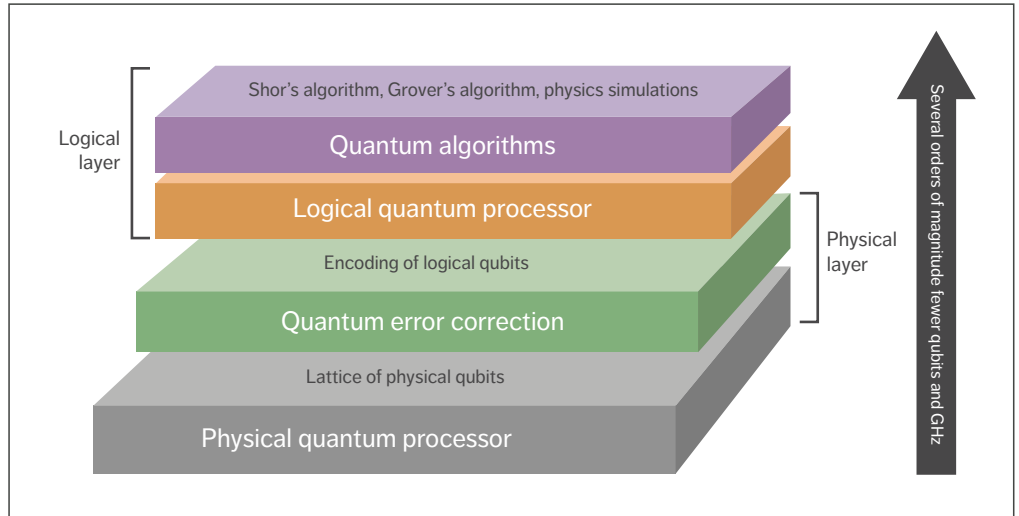 Shor's algorithm, Grover's algorithm, physics simulations
Quantum algorithms
Logical
layer
Logical quantum processor
Encoding of logical qubits
Quantum error correction
Physical
layer
Lattice of physical qubits
Physical quantum processor
Several orders of magnitude fewer qubits and GHz